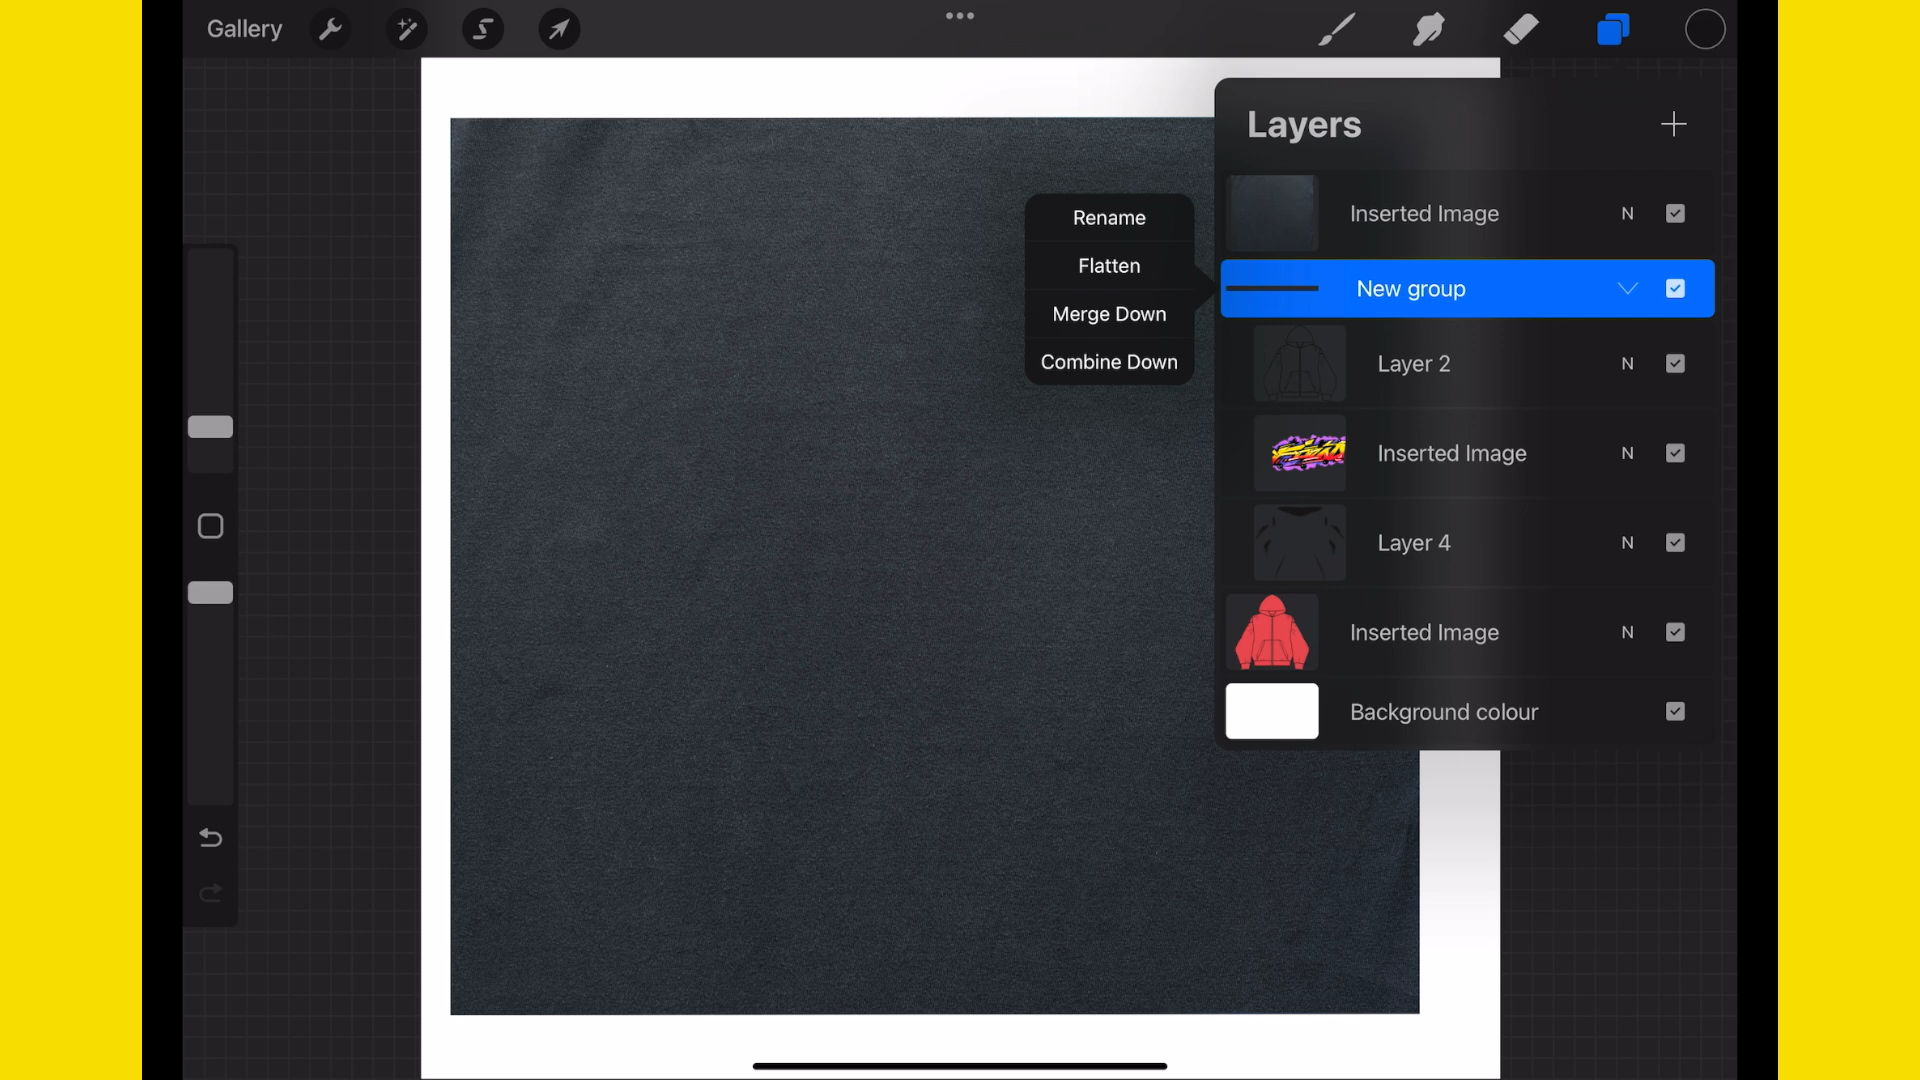 Gallery
Layers
Inserted Image N
Rename
Flatten
Merge Down
Combine Down
New group
Layer 2 N
Inserted Image N
Layer 4 N
Inserted Image N
Background colour